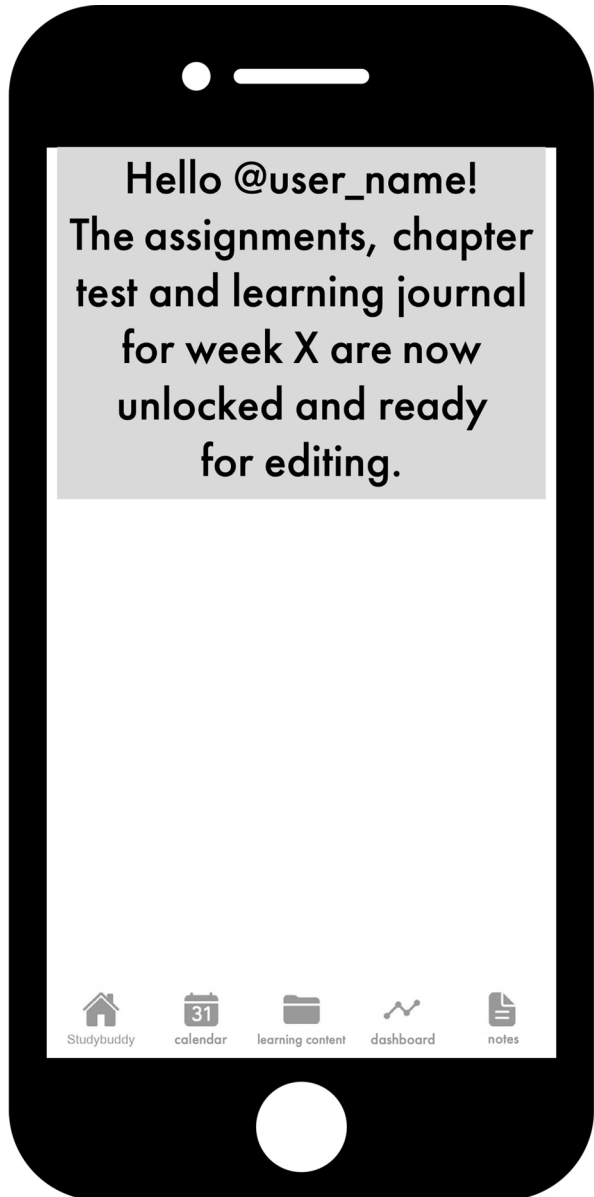 Hello @user_name!
The assignments, chapter
test and learning journal
for week X are now
unlocked and ready
for editing.
31
Studybuddy
calendar
learning content
dashboard
notes